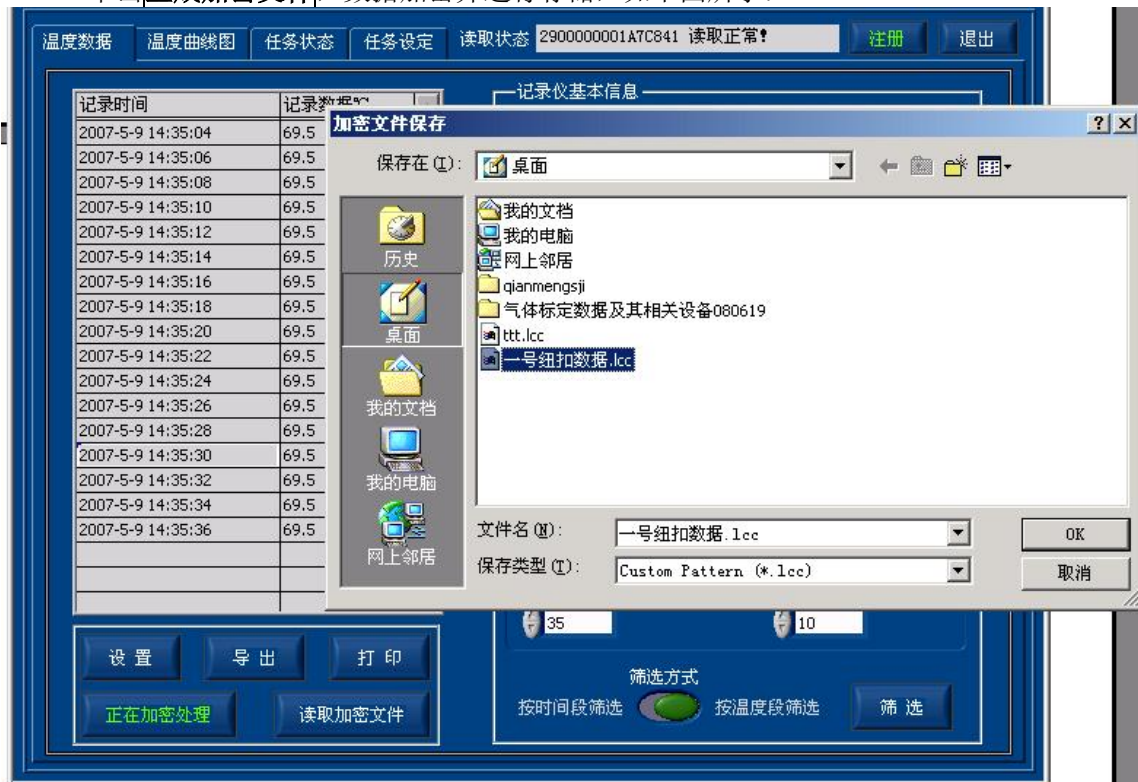 生成加密文件
温度数据 温度曲线图 任务状态 任务设定 读取状态 2900000001A7C841 读取正常! 注册 退出
记录仪基本信息
记录时间 记录数据℃
加密文件保存
2007-5-9 14:35:04 69.5
2007-5-9 14:35:06 69.5
2007-5-9 14:35:08 69.5
2007-5-9 14:35:10 69.5
2007-5-9 14:35:12 69.5
2007-5-9 14:35:14 69.5
2007-5-9 14:35:16 69.5
2007-5-9 14:35:18 69.5
2007-5-9 14:35:20 69.5
2007-5-9 14:35:22 69.5
2007-5-9 14:35:24 69.5
2007-5-9 14:35:26 69.5
2007-5-9 14:35:28 69.5
2007-5-9 14:35:30 69.5
2007-5-9 14:35:32 69.5
2007-5-9 14:35:34 69.5
2007-5-9 14:35:36 69.5
保存在(I): 桌面
历史
桌面
我的文档
我的电脑
网上邻居
我的文档
我的电脑
网上邻居
qianmengsji
气体标定数据及其相关设备080619
ttt.lcc
一号纽扣数据.lcc
文件名(N): 一号纽扣数据.lcc OK
保存类型(T): Custom Pattern (*.lcc) 取消
35 10
设 置 导 出 打 印
筛选方式
正在加密处理 读取加密文件 按时间段筛选 按温度段筛选 筛 选